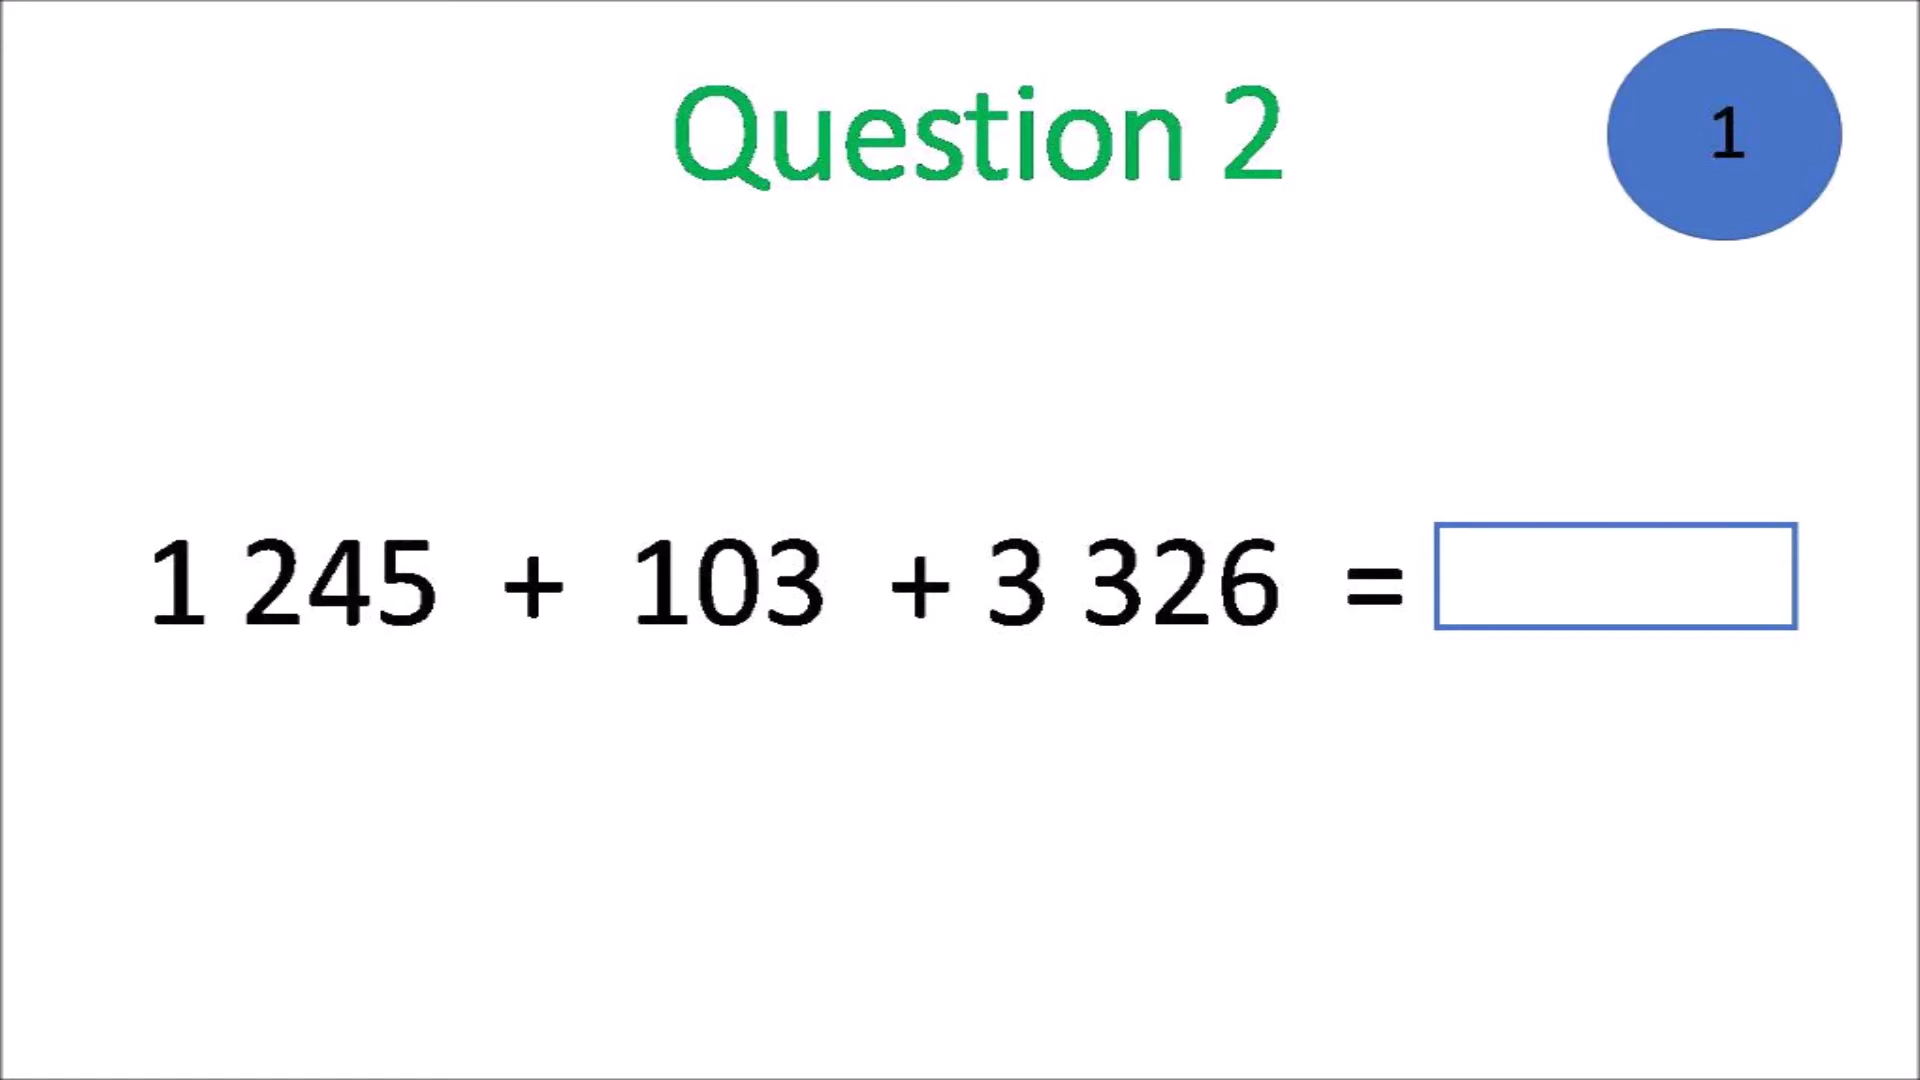 Question 2
1
1 245 + 103 + 3 326 =